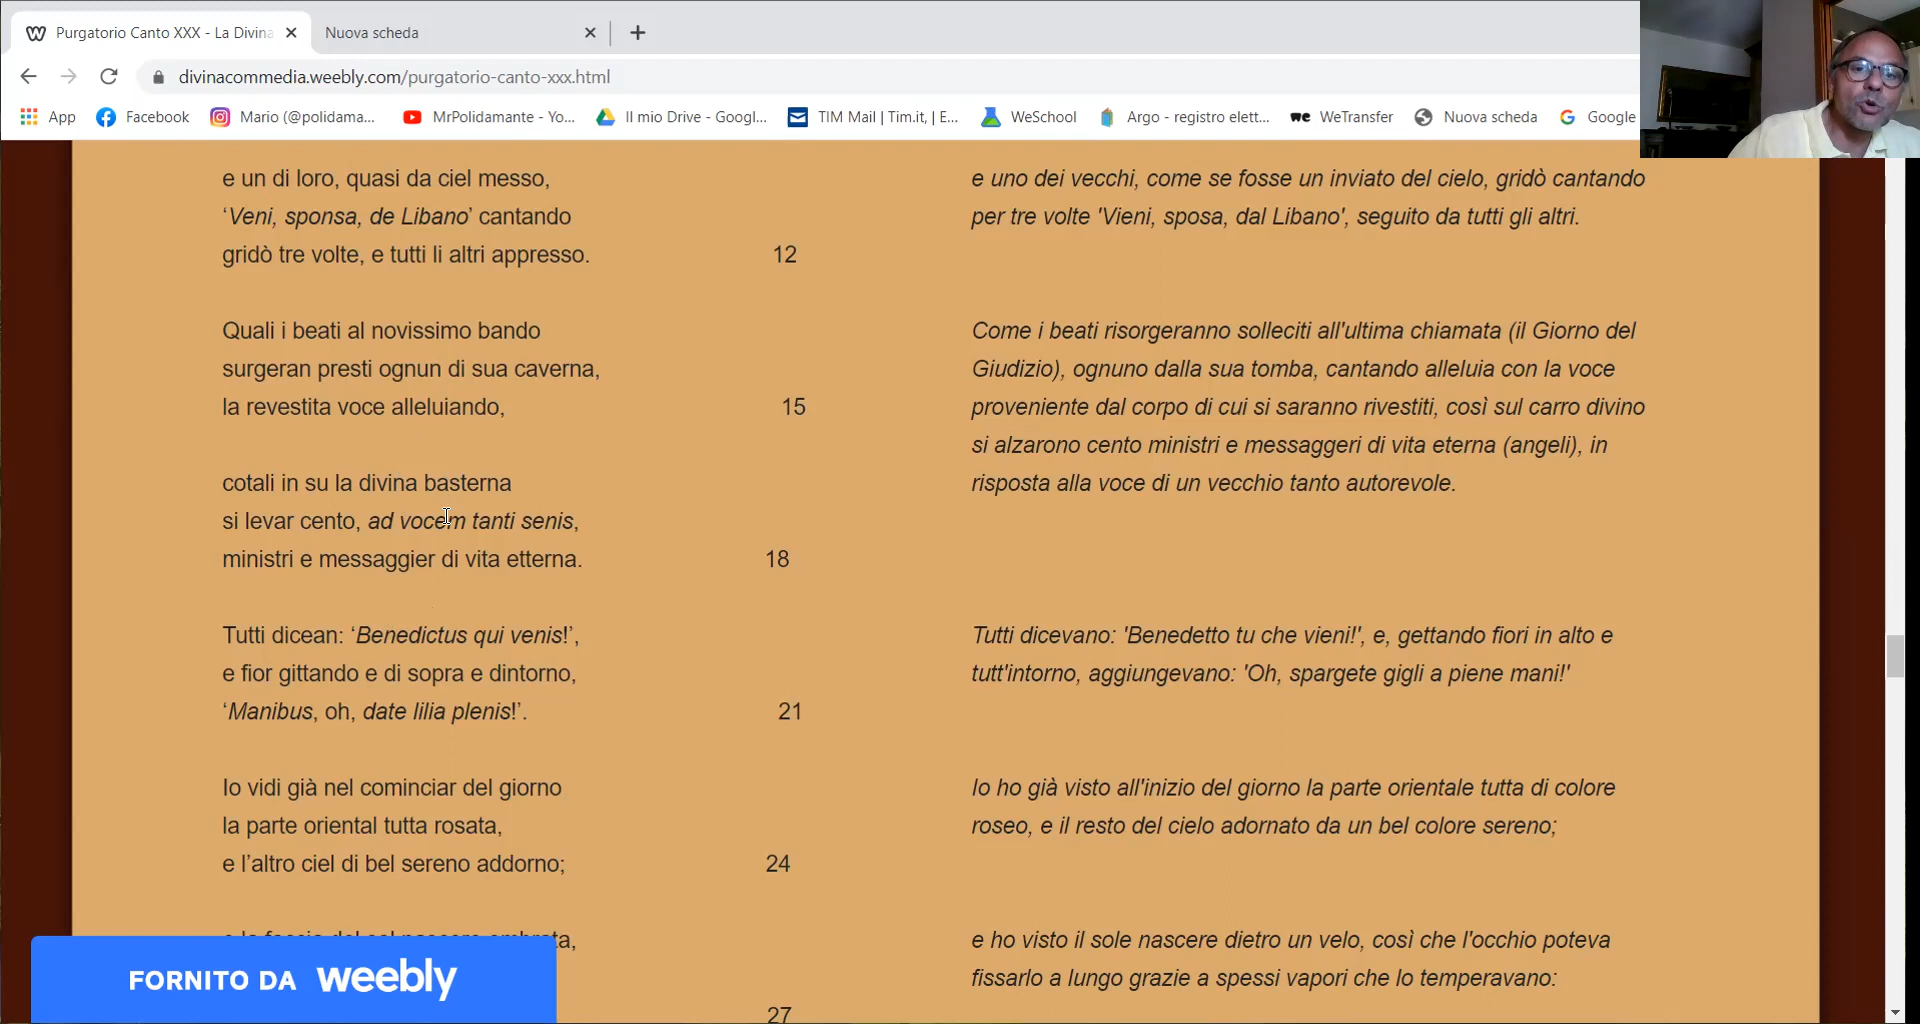 Purgatorio Canto XXX - La Divina
Nuova scheda
divinacommedia.weebly.com/purgatorio-canto-xxx.html
App
Facebook
Mario (@polidama...
MrPolidamante - Yo...
Il mio Drive - Googl...
TIM Mail | Tim.it, | E...
WeSchool
Argo - registro elett...
WeTransfer
Nuova scheda
Google
e un di loro, quasi da ciel messo,
‘Veni, sponsa, de Libano’ cantando
gridò tre volte, e tutti li altri appresso. 12
Quali i beati al novissimo bando
surgeran presti ognun di sua caverna,
la revestita voce alleluiando, 15
cotali in su la divina basterna
si levar cento, ad vocem tanti senis,
ministri e messaggier di vita etterna. 18
Tutti dicean: ‘Benedictus qui venis!’,
e fior gittando e di sopra e dintorno,
‘Manibus, oh, date lilia plenis!’. 21
Io vidi già nel cominciar del giorno
la parte oriental tutta rosata,
e l’altro ciel di bel sereno addorno; 24
27
e uno dei vecchi, come se fosse un inviato del cielo, gridò cantando
per tre volte 'Vieni, sposa, dal Libano', seguito da tutti gli altri.
Come i beati risorgeranno solleciti all'ultima chiamata (il Giorno del
Giudizio), ognuno dalla sua tomba, cantando alleluia con la voce
proveniente dal corpo di cui si saranno rivestiti, così sul carro divino
si alzarono cento ministri e messaggeri di vita eterna (angeli), in
risposta alla voce di un vecchio tanto autorevole.
Tutti dicevano: 'Benedetto tu che vieni!', e, gettando fiori in alto e
tutt'intorno, aggiungevano: 'Oh, spargete gigli a piene mani!'
Io ho già visto all'inizio del giorno la parte orientale tutta di colore
roseo, e il resto del cielo adornato da un bel colore sereno;
e ho visto il sole nascere dietro un velo, così che l'occhio poteva
fissarlo a lungo grazie a spessi vapori che lo temperavano:
FORNITO DA weebly